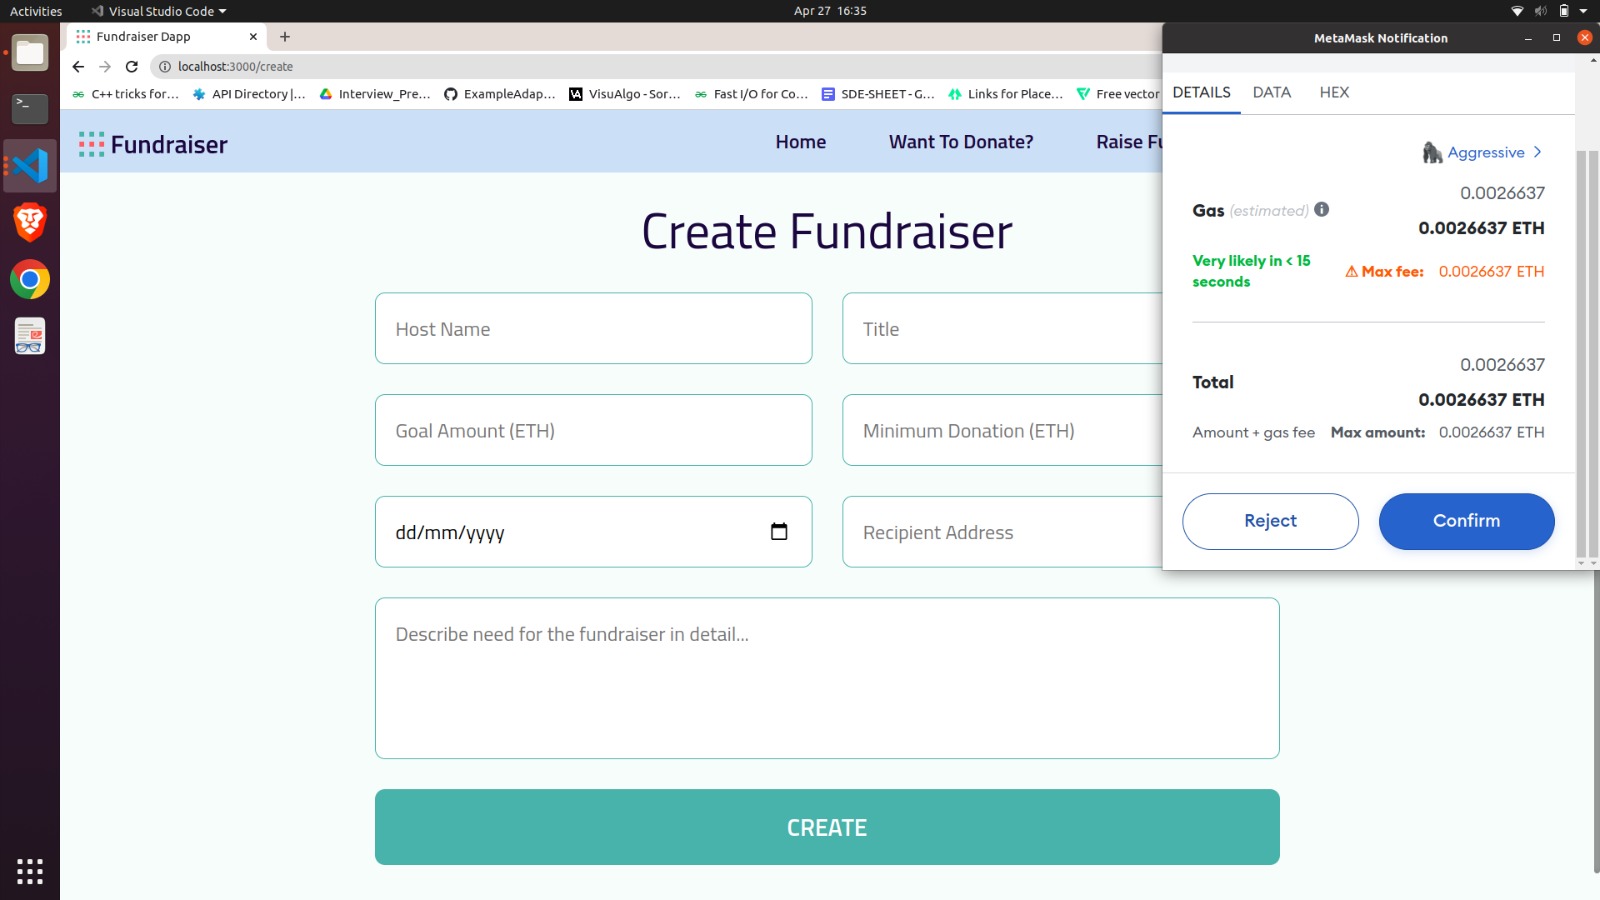 Activities
Visual Studio Code
Apr 27 16:35
Fundraiser Dapp
localhost:3000/create
C++ tricks for...
API Directory |...
Interview_Pre...
ExampleAdap...
VisuAlgo - Sor...
Fast I/O for Co...
SDE-SHEET - G...
Links for Place...
Free vector
Fundraiser
Home
Want To Donate?
Raise Fu
Create Fundraiser
Host Name
Title
Goal Amount (ETH)
Minimum Donation (ETH)
dd/mm/yyyy
Recipient Address
Describe need for the fundraiser in detail...
CREATE
MetaMask Notification
DETAILS
DATA
HEX
Aggressive
0.0026637
Gas (estimated)
0.0026637 ETH
Very likely in < 15
seconds
Max fee: 0.0026637 ETH
0.0026637
Total
0.0026637 ETH
Amount + gas fee Max amount: 0.0026637 ETH
Reject
Confirm